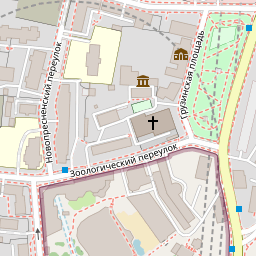 Новопресненский переулок
Грузинская площадь
Зоологический переулок